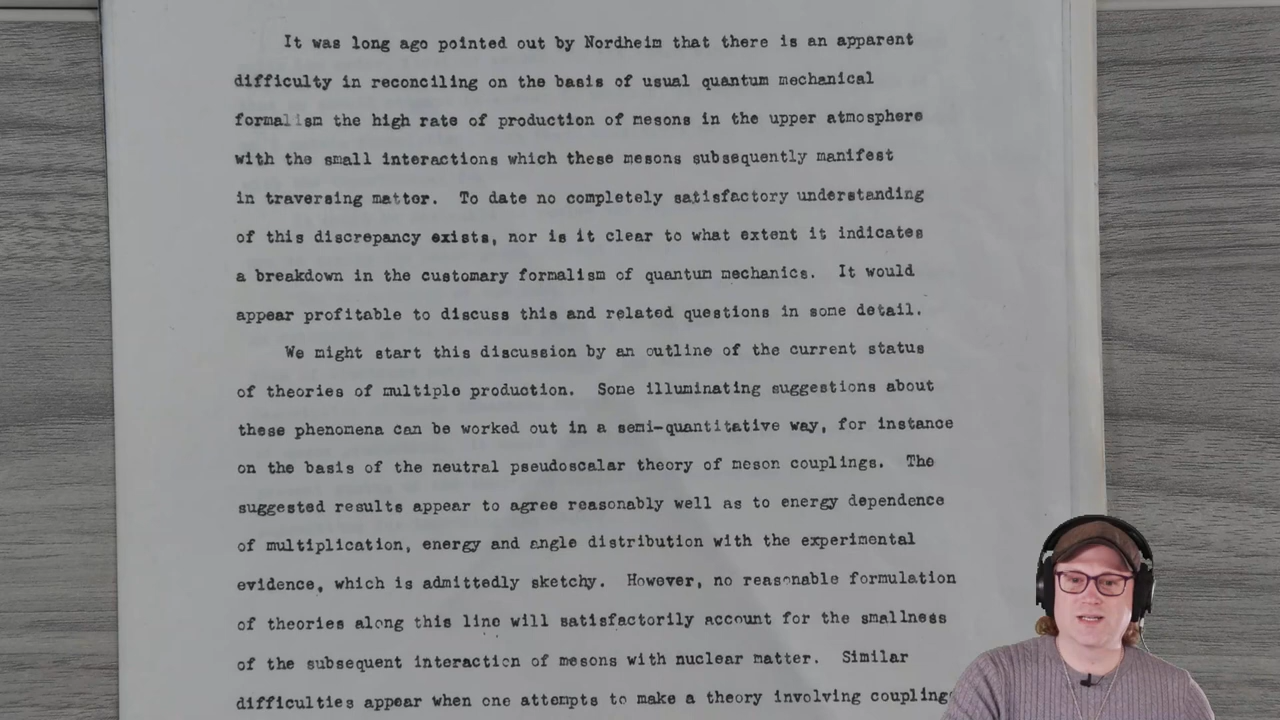 It was long ago pointed out by Nordheim that there is an apparent
difficulty in reconciling on the basis of usual quantum mechanical
formalism the high rate of production of mesons in the upper atmosphere
with the small interactions which these mesons subsequently manifest
in traversing matter. To date no completely satisfactory understanding
of this discrepancy exists, nor is it clear to what extent it indicates
a breakdown in the customary formalism of quantum mechanics. It would
appear profitable to discuss this and related questions in some detail.
We might start this discussion by an outline of the current status
of theories of multiple production. Some illuminating suggestions about
these phenomena can be worked out in a semi-quantitative way, for instance
on the basis of the neutral pseudoscalar theory of meson couplings. The
suggested results appear to agree reasonably well as to energy dependence
of multiplication, energy and angle distribution with the experimental
evidence, which is admittedly sketchy. However, no reasonable formulation
of theories along this line will satisfactorily account for the smallness
of the subsequent interaction of mesons with nuclear matter. Similar
difficulties appear when one attempts to make a theory involving couplings